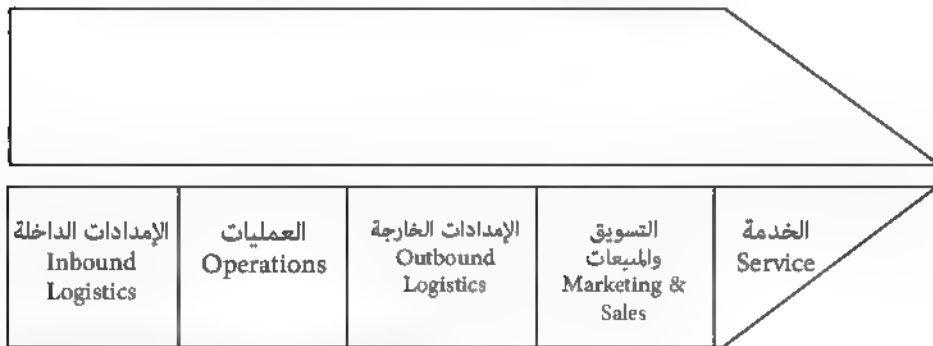 الإمدادات الداخلة
Inbound
Logistics
العمليات
Operations
الإمدادات الخارجة
Outbound
Logistics
التسويق
والمبيعات
Marketing &
Sales
الخدمة
Service